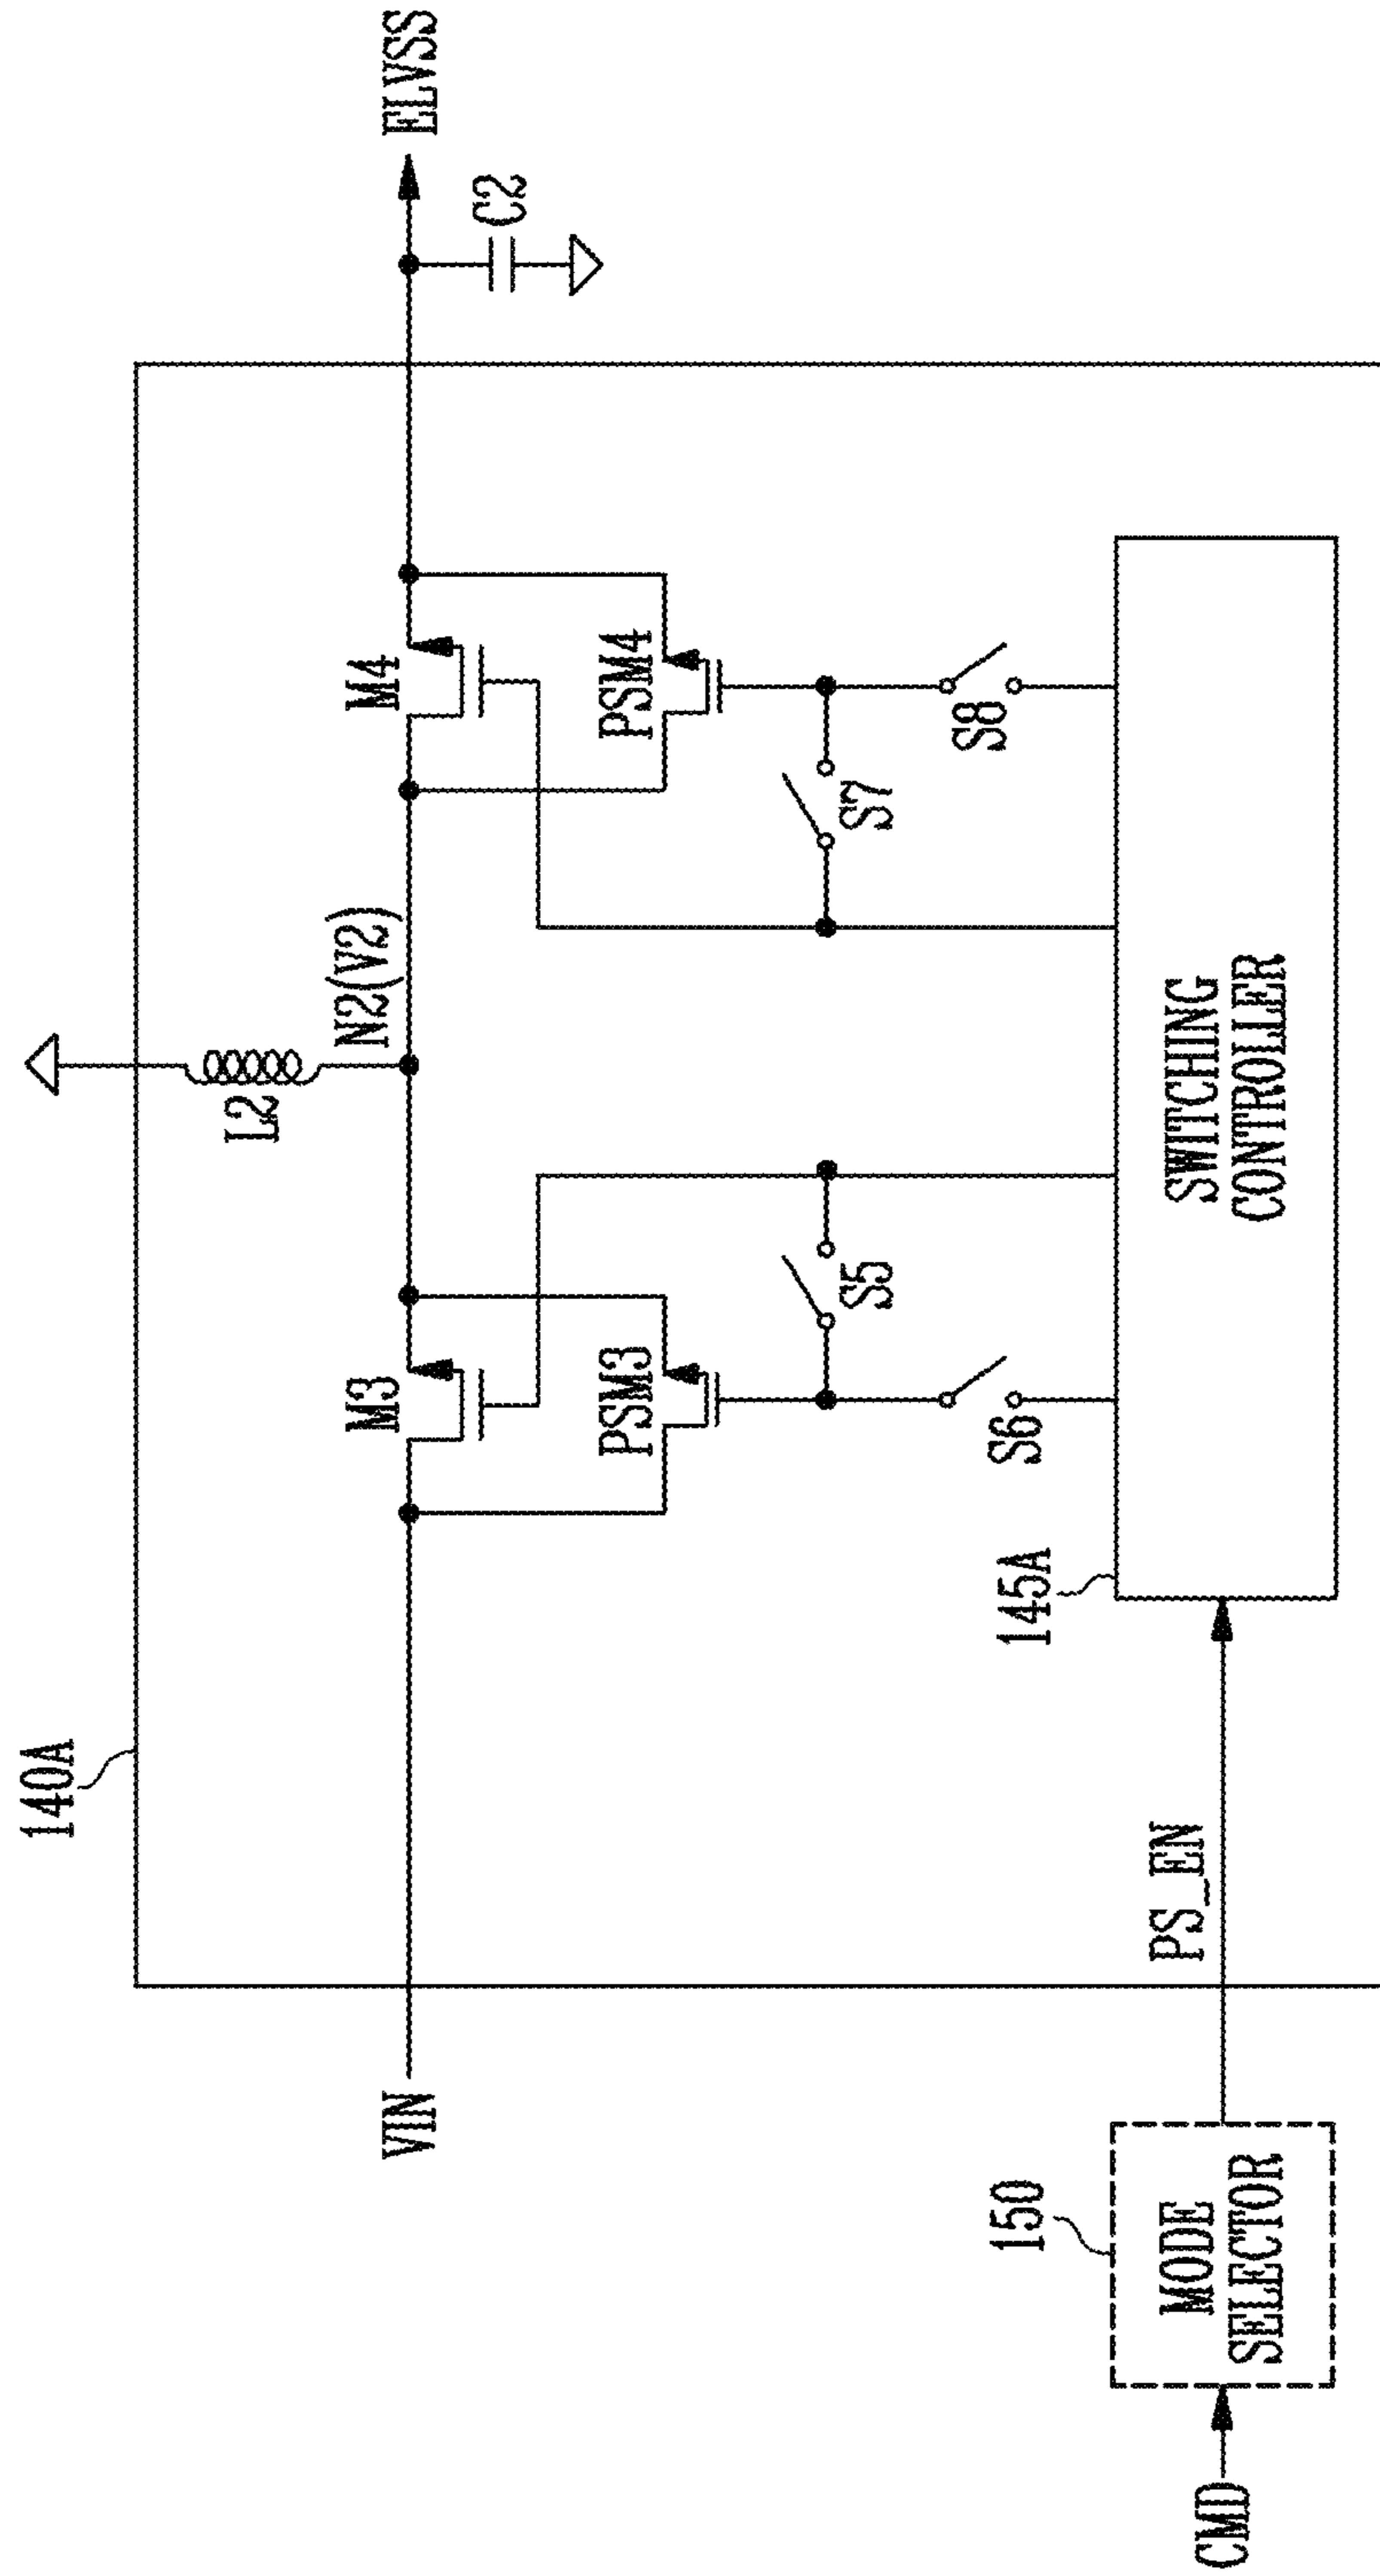 140A
L2
N2(V2)
VIN
M3
M4
ELVSS
C2
PSM3
PSM4
S5
S7
S6
S8
145A
SWITCHING
CONTROLLER
PS_EN
150
MODE
SELECTOR
CMD